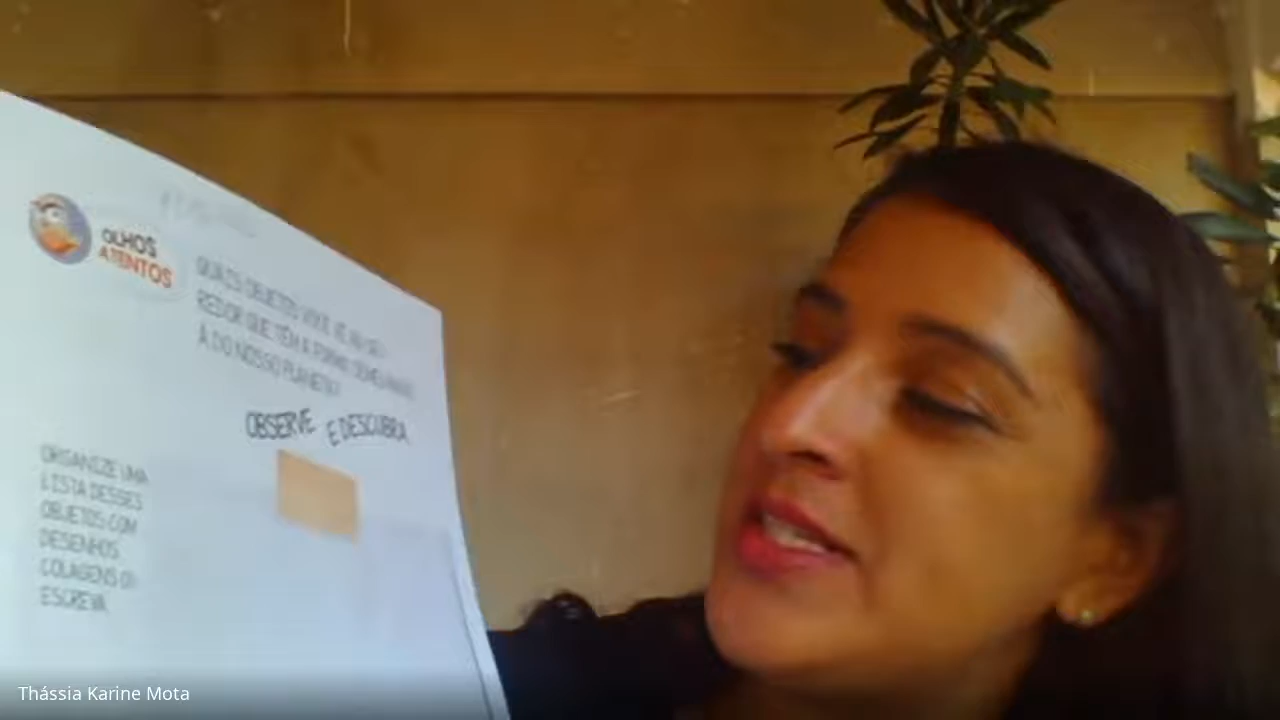 OLHOS
ATENTOS
QUAIS OBJETOS VOCÊ VÊ AO SEU
REDOR QUE TÊM A FORMA SEMELHANTE
À DO NOSSO PLANETA?
OBSERVE E DESCUBRA
ORGANIZE UMA
LISTA DESSES
OBJETOS COM
DESENHOS
COLAGENS OU
ESCREVA
Thássia Karine Mota